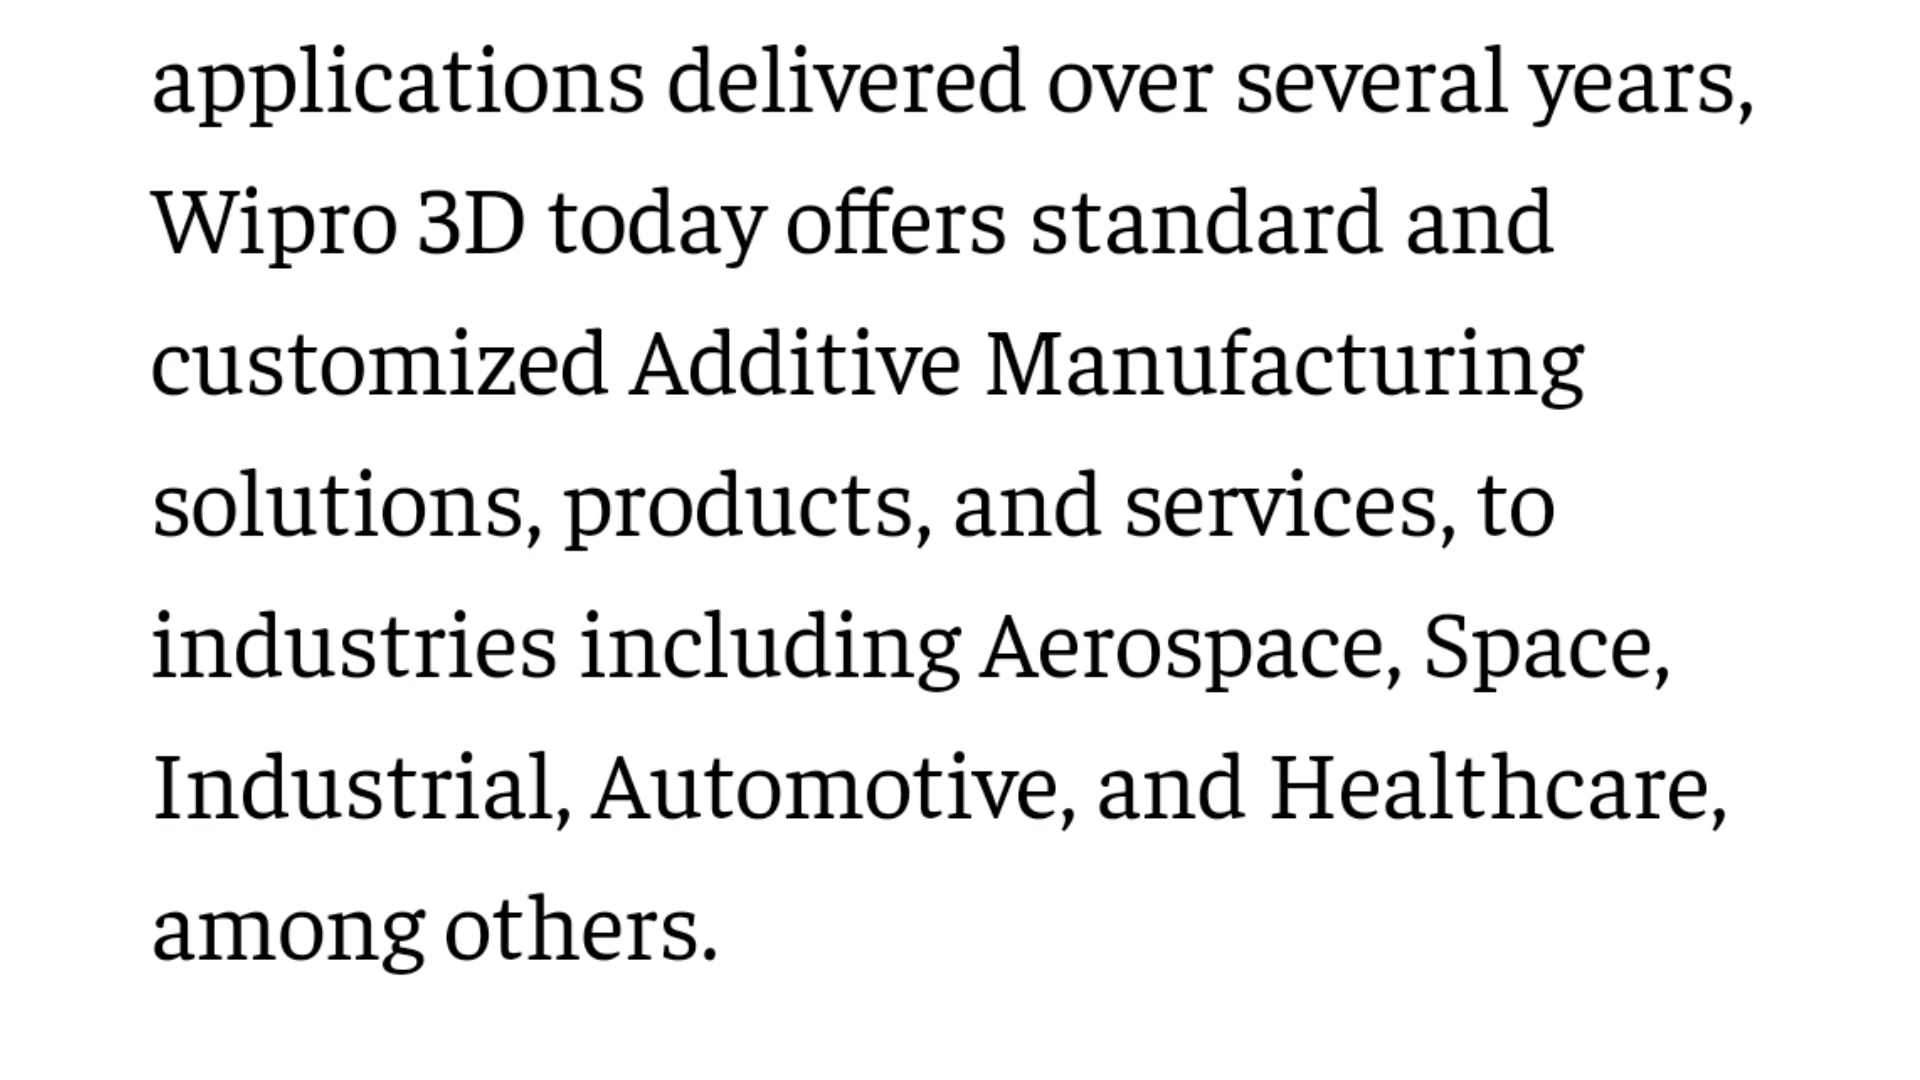 applications delivered over several years,
Wipro 3D today offers standard and
customized Additive Manufacturing
solutions, products, and services, to
industries including Aerospace, Space,
Industrial, Automotive, and Healthcare,
among others.